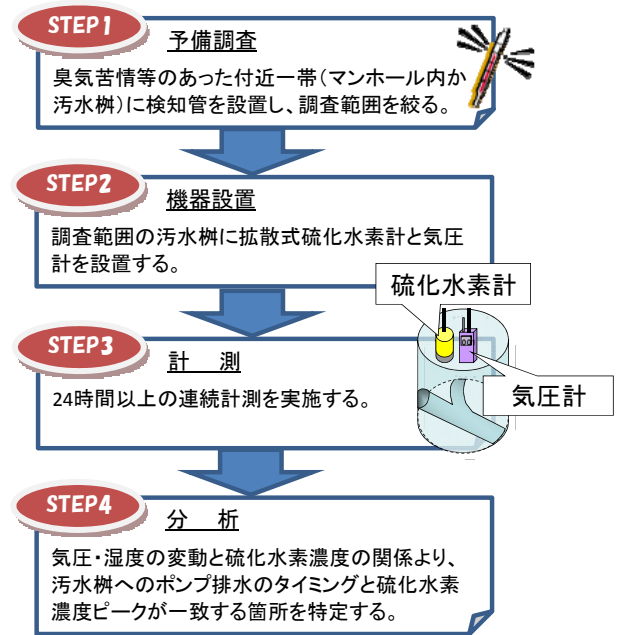 STEP1
予備調査
臭気苦情等のあった付近一帯(マンホール内か
汚水桝)に検知管を設置し、調査範囲を絞る。
STEP2
機器設置
調査範囲の汚水桝に拡散式硫化水素計と気圧
計を設置する。
硫化水素計
気圧計
STEP3
計　測
24時間以上の連続計測を実施する。
STEP4
分　析
気圧・湿度の変動と硫化水素濃度の関係より、
汚水桝へのポンプ排水のタイミングと硫化水素
濃度ピークが一致する箇所を特定する。